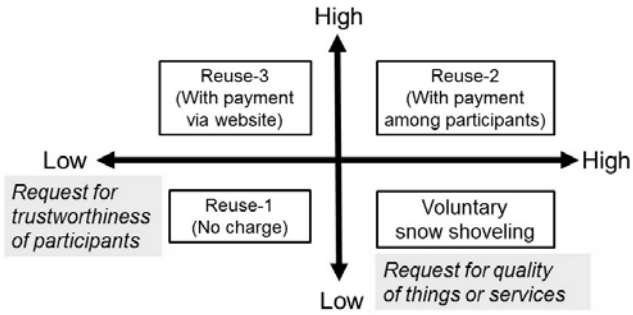 High
Reuse-3
(With payment
via website)
Reuse-2
(With payment
among participants)
Low
High
Request for
trustworthiness
of participants
Reuse-1
(No charge)
Voluntary
snow shoveling
Request for quality
of things or services
Low